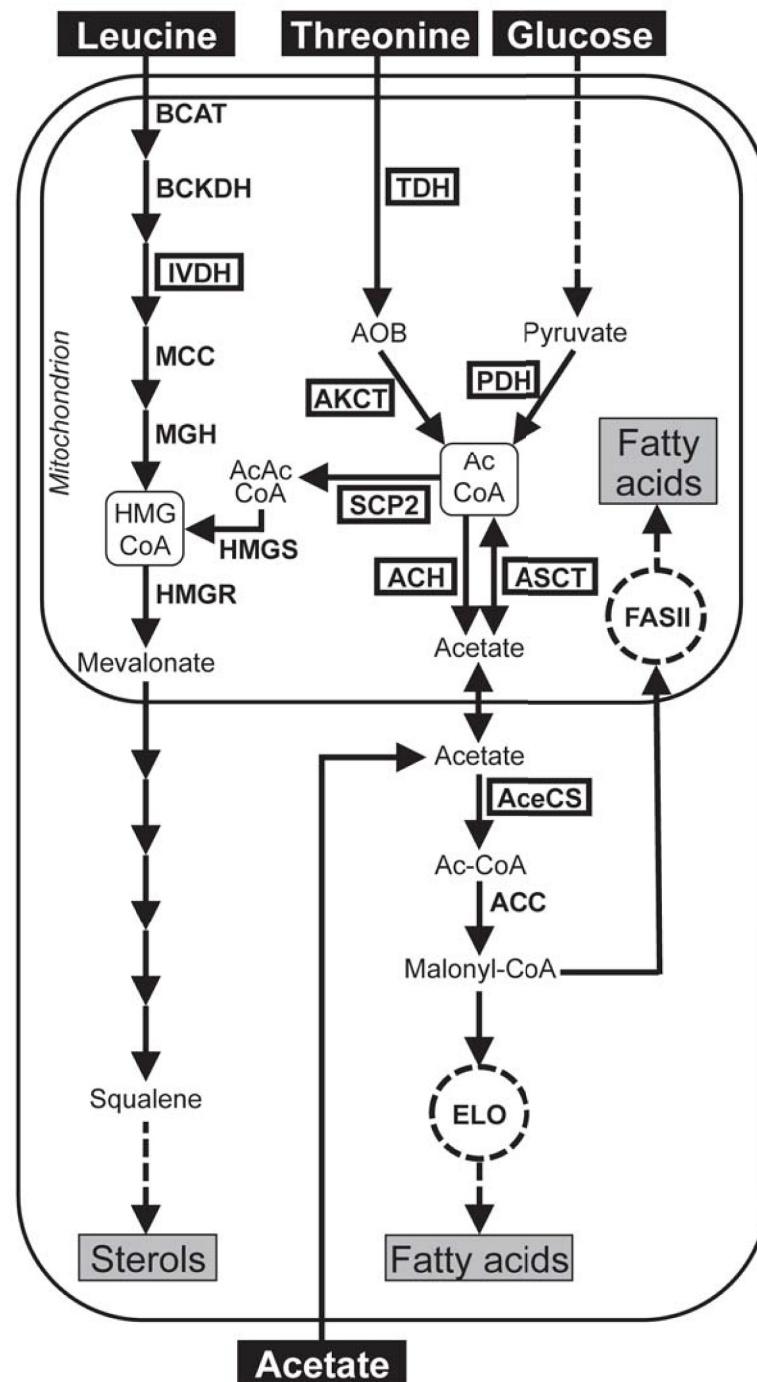 Leucine
Threonine
Glucose
BCAT
BCKDH
TDH
IVDH
AOB
Pyruvate
MCC
PDH
AKCT
Mitochondrion
MGH
Fatty
acids
AcAc
CoA
Ac
CoA
SCP2
HMG
CoA
HMGS
HMGR
ACH
ASCT
FASII
Mevalonate
Acetate
Acetate
AceCS
Ac-CoA
ACC
Malonyl-CoA
Squalene
ELO
Sterols
Fatty acids
Acetate